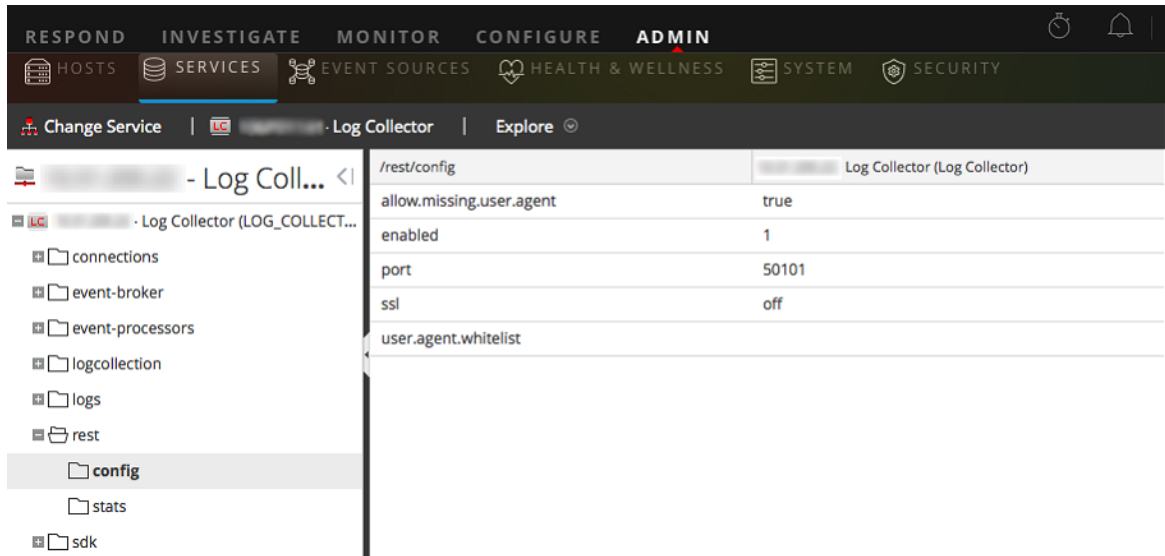 RESPOND INVESTIGATE MONITOR CONFIGURE ADMIN
HOSTS SERVICES EVENT SOURCES HEALTH & WELLNESS SYSTEM SECURITY
Change Service | LC · Log Collector | Explore
- Log Coll...
/rest/config Log Collector (Log Collector)
LC · Log Collector (LOG_COLLECT...
allow.missing.user.agent true
enabled 1
connections
port 50101
event-broker
ssl off
event-processors
user.agent.whitelist
logcollection
logs
rest
config
stats
sdk